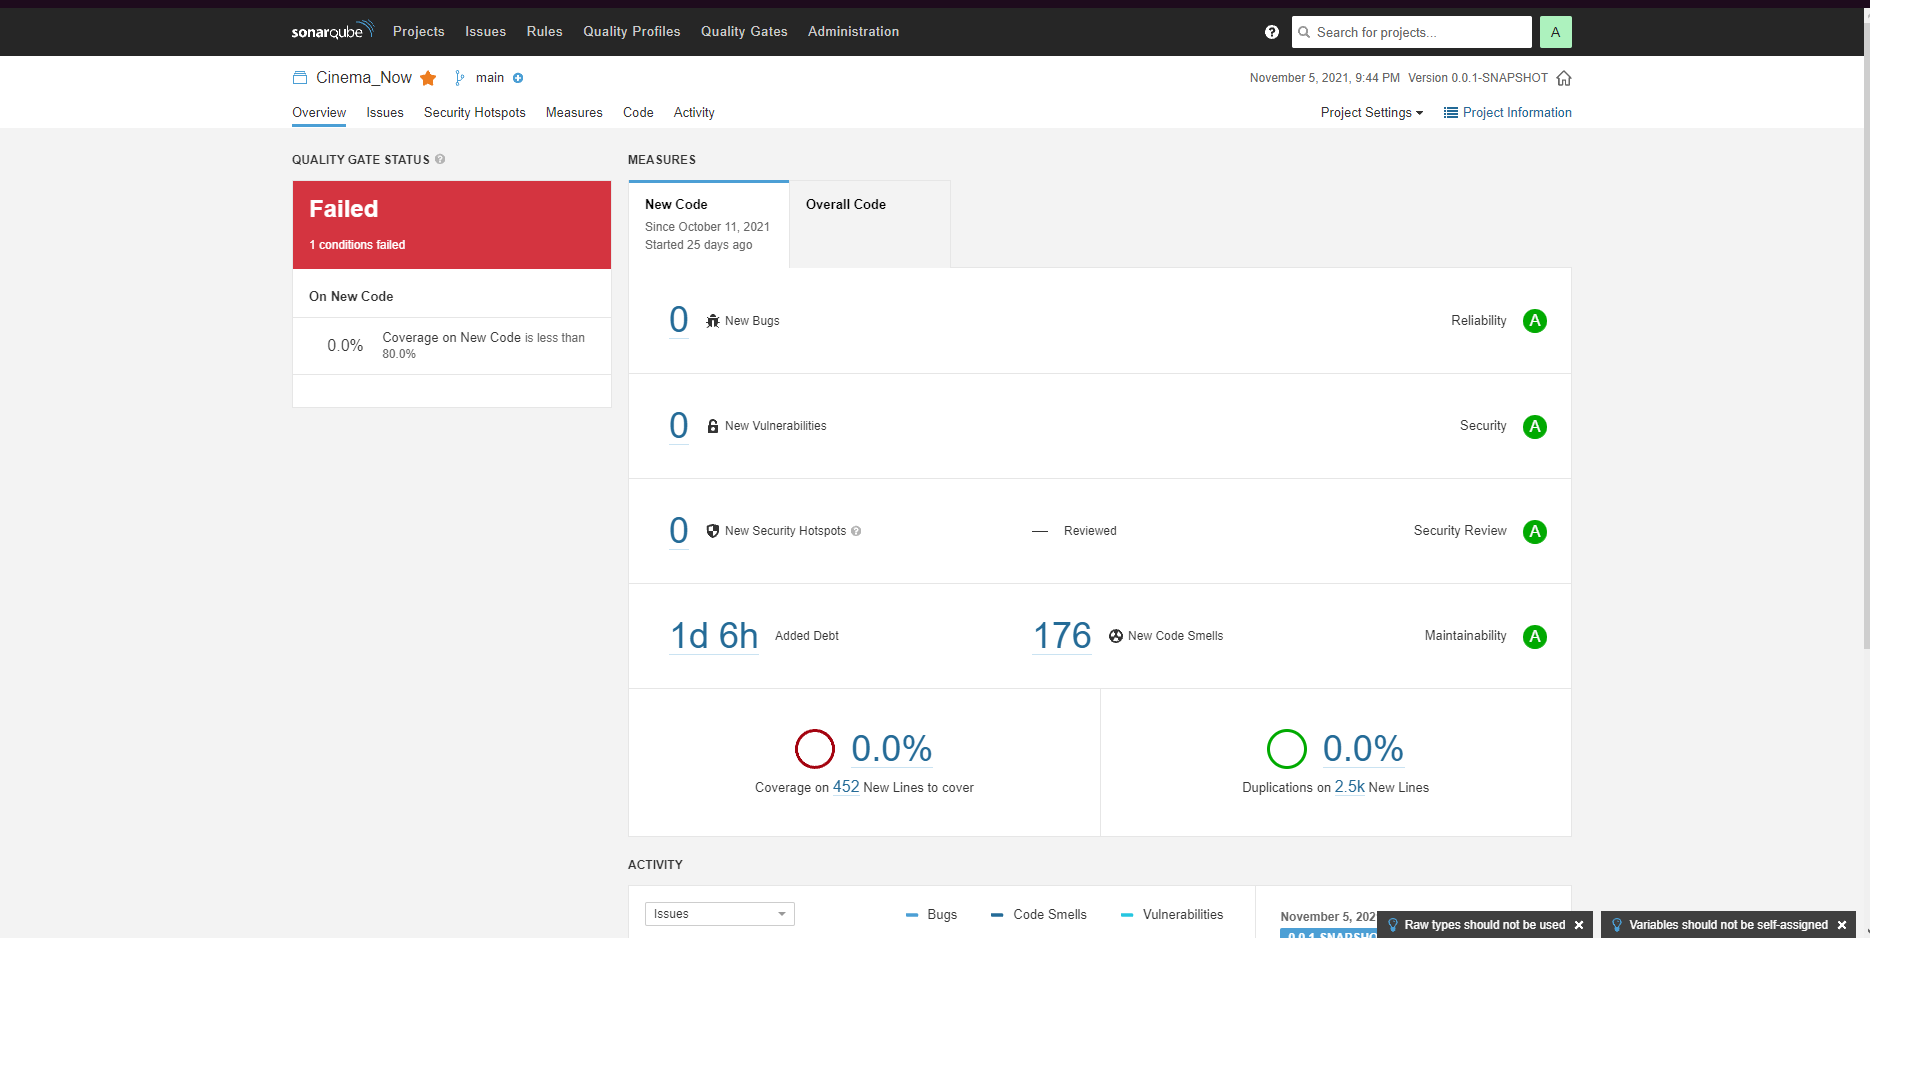 sonarqube Projects Issues Rules Quality Profiles Quality Gates Administration ? Search for projects... A
Cinema_Now main November 5, 2021, 9:44 PM Version 0.0.1-SNAPSHOT
Overview Issues Security Hotspots Measures Code Activity Project Settings Project Information
QUALITY GATE STATUS ?
Failed
1 conditions failed
On New Code
0.0% Coverage on New Code is less than
80.0%
MEASURES
New Code
Since October 11, 2021
Started 25 days ago
Overall Code
0 New Bugs Reliability A
0 New Vulnerabilities Security A
0 New Security Hotspots ? — Reviewed Security Review A
1d 6h Added Debt 176 New Code Smells Maintainability A
0.0%
Coverage on 452 New Lines to cover
0.0%
Duplications on 2.5k New Lines
ACTIVITY
Issues Bugs Code Smells Vulnerabilities
November 5, 202
0.0.1-SNAPSHO
Raw types should not be used
Variables should not be self-assigned